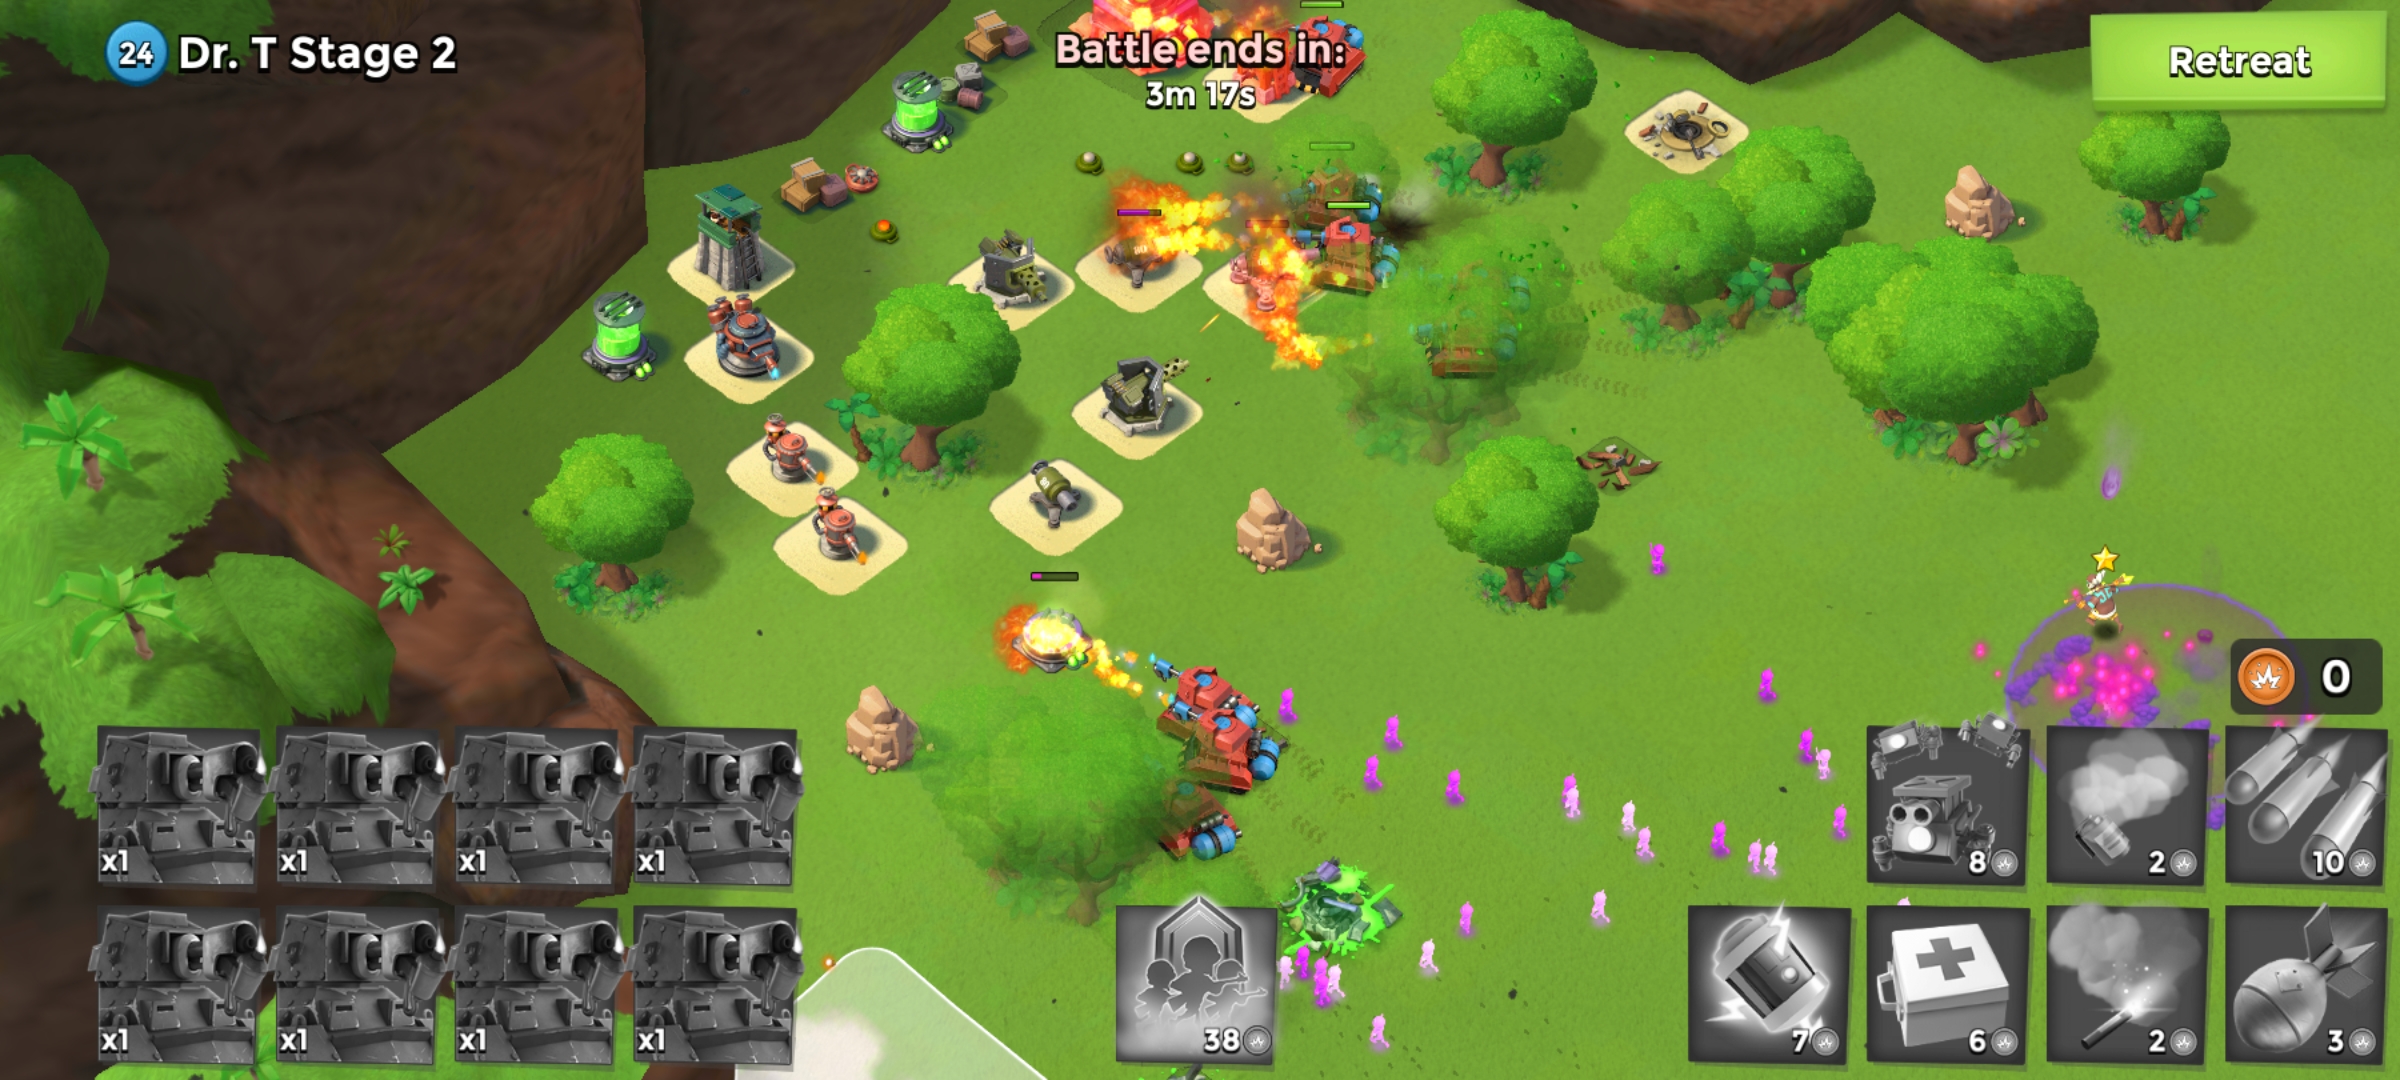 24 Dr. T Stage 2
Battle ends in:
3m 17s
Retreat
0
x1 x1 x1 x1
8 2 10
x1 x1 x1 x1
38
7 6 2 3